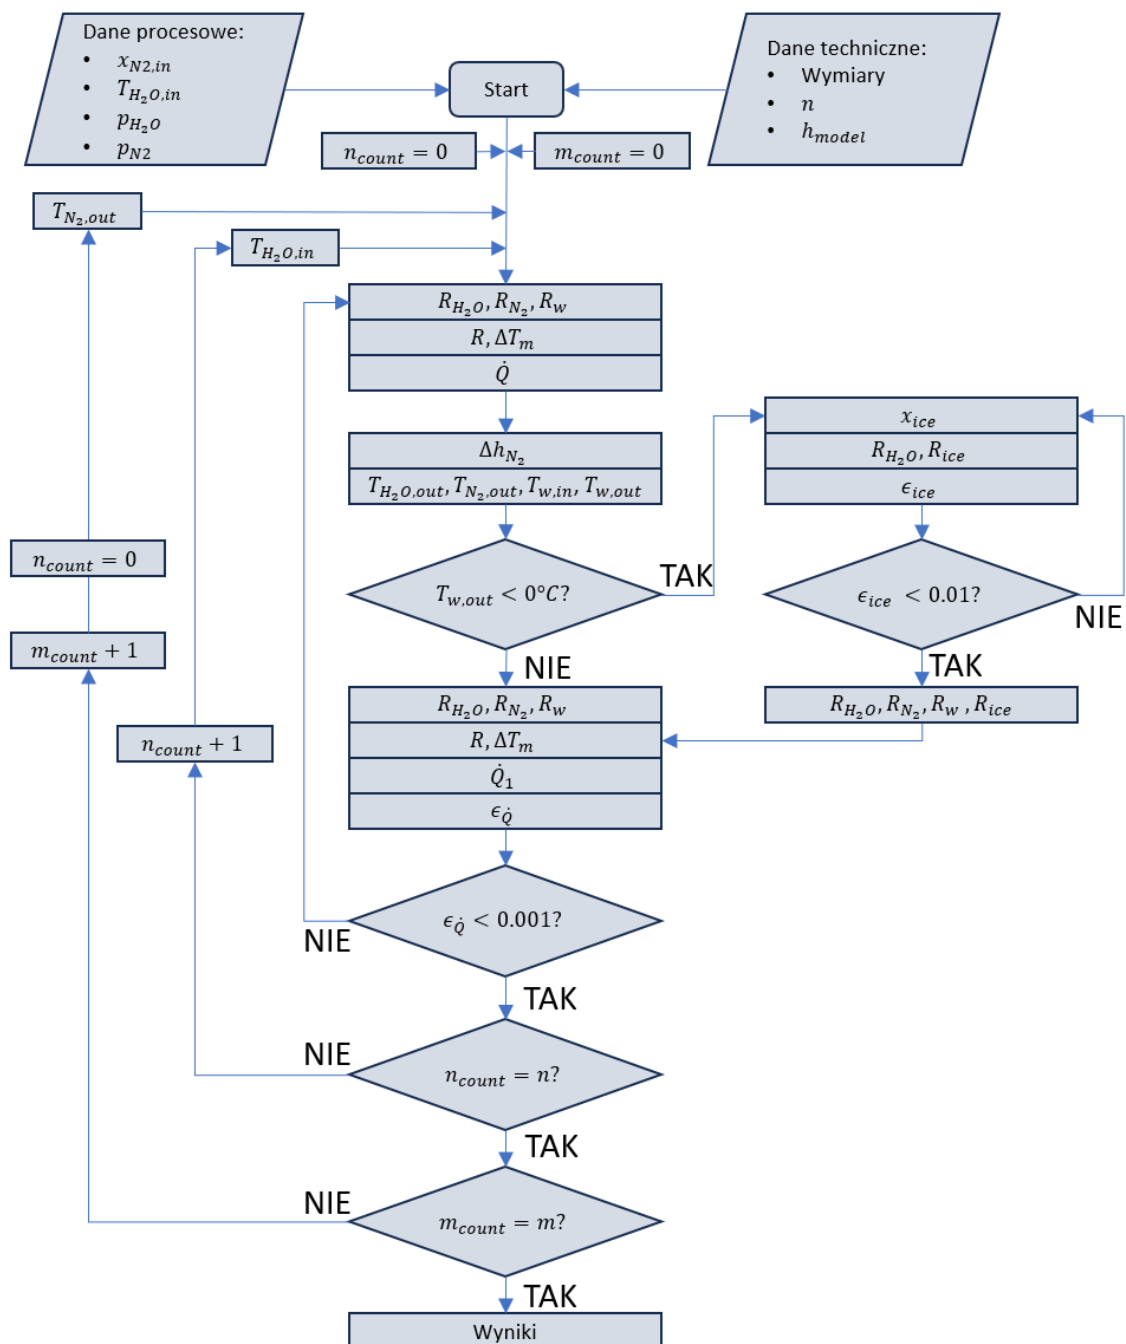 Dane procesowe:
• x_{N2,in}
• T_{H_2O,in}
• p_{H_2O}
• p_{N2}
Start
Dane techniczne:
• Wymiary
• n
• h_{model}
n_{count} = 0
m_{count} = 0
T_{N_2,out}
T_{H_2O,in}
R_{H_2O}, R_{N_2}, R_w
R, ΔT_m
Q̇
Δh_{N_2}
T_{H_2O,out}, T_{N_2,out}, T_{w,in}, T_{w,out}
x_{ice}
R_{H_2O}, R_{ice}
ϵ_{ice}
T_{w,out} < 0°C?
TAK
NIE
ϵ_{ice} < 0.01?
NIE
TAK
n_{count} = 0
m_{count} + 1
n_{count} + 1
R_{H_2O}, R_{N_2}, R_w
R, ΔT_m
Q̇_1
ϵ_{Q̇}
R_{H_2O}, R_{N_2}, R_w, R_{ice}
ϵ_{Q̇} < 0.001?
NIE
TAK
n_{count} = n?
NIE
TAK
m_{count} = m?
NIE
TAK
Wyniki